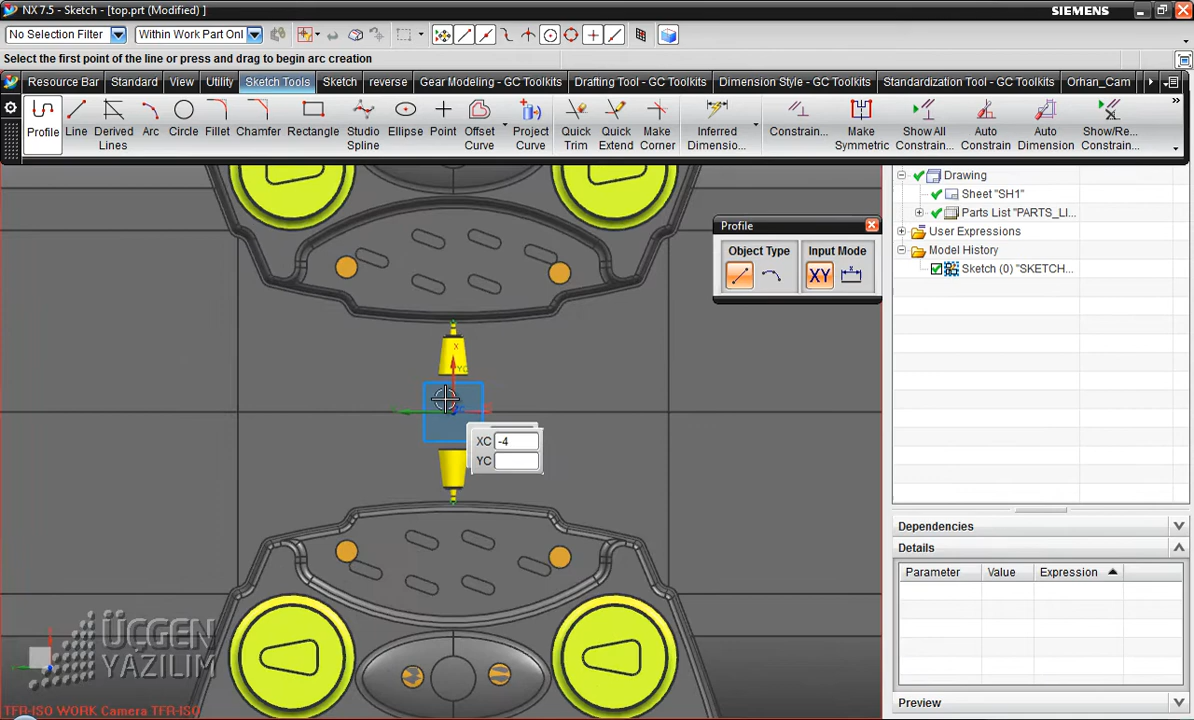 NX 7.5 - Sketch - [top.prt (Modified) ]
SIEMENS
No Selection Filter
Within Work Part Onl
Select the first point of the line or press and drag to begin arc creation
Resource Bar Standard View Utility Sketch Tools Sketch reverse Gear Modeling - GC Toolkits Drafting Tool - GC Toolkits Dimension Style - GC Toolkits Standardization Tool - GC Toolkits Orhan_Cam
Profile Line Derived Lines Arc Circle Fillet Chamfer Rectangle Studio Spline Ellipse Point Offset Curve Project Curve Quick Trim Quick Extend Make Corner Inferred Dimensio... Constrain... Make Symmetric Show All Constrain... Auto Constrain Auto Dimension Show/Re... Constrain...
Drawing
Sheet "SH1"
Parts List "PARTS_LI...
User Expressions
Model History
Sketch (0) "SKETCH...
Profile
Object Type Input Mode
XY
X
YC
XC -4
YC
Dependencies
Details
Parameter Value Expression
Preview
ÜÇGEN
YAZILIM
TFR-ISO WORK Camera TFR-ISO